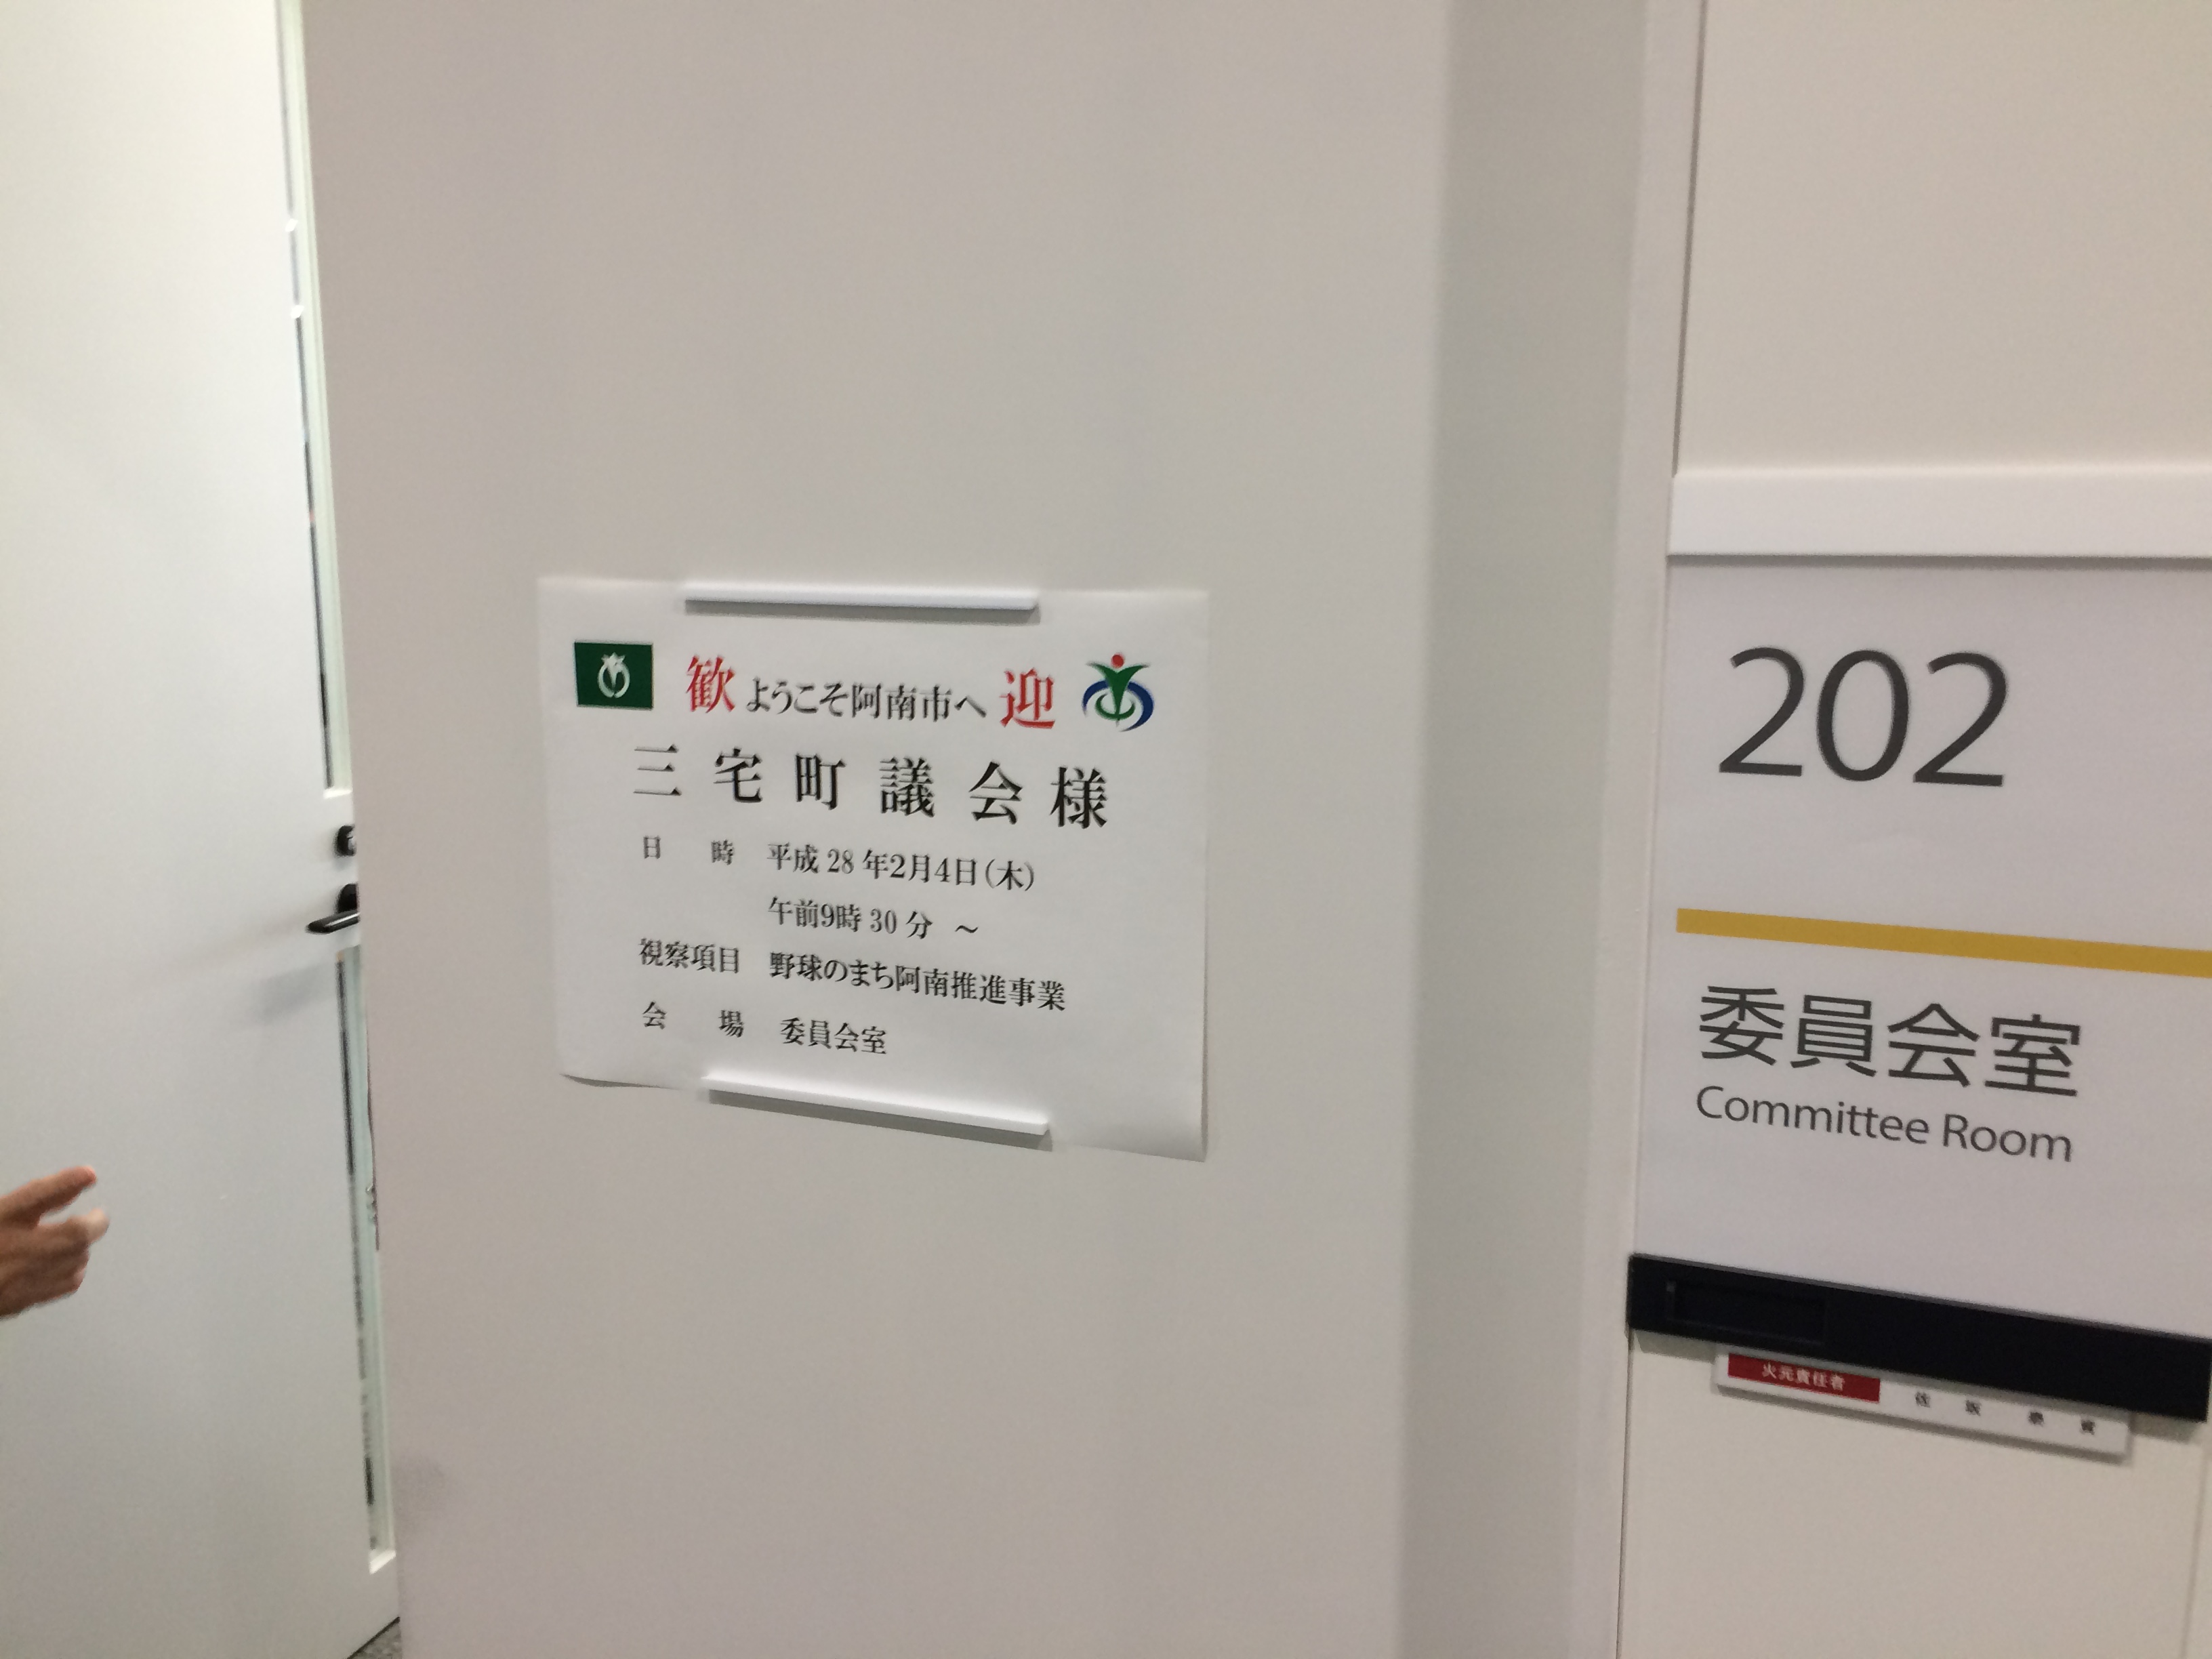 歓 ようこそ阿南市へ 迎
三宅町議会様
日時 平成28年2月4日(木)
午前9時30分 ～
視察項目 野球のまち阿南推進事業
会場 委員会室
202
委員会室
Committee Room
火元責任者